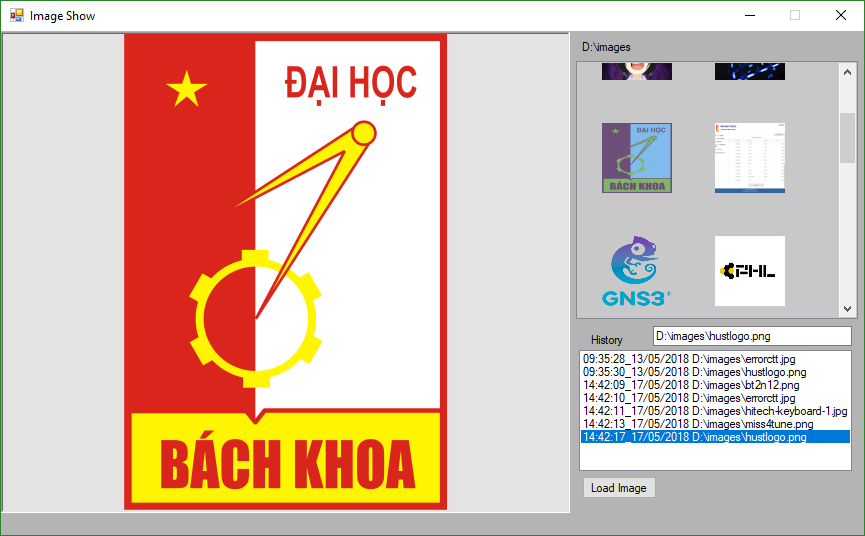 Image Show
ĐẠI HỌC
BÁCH KHOA
D:\images
ĐẠI HỌC
BÁCH KHOA
GNS3
PHL
History
D:\images\hustlogo.png
09:35:28_13/05/2018 D:\images\errorctt.jpg
09:35:30_13/05/2018 D:\images\hustlogo.png
14:42:09_17/05/2018 D:\images\bt2n12.png
14:42:10_17/05/2018 D:\images\errorctt.jpg
14:42:11_17/05/2018 D:\images\hitech-keyboard-1.jpg
14:42:13_17/05/2018 D:\images\miss4tune.png
14:42:17_17/05/2018 D:\images\hustlogo.png
Load Image